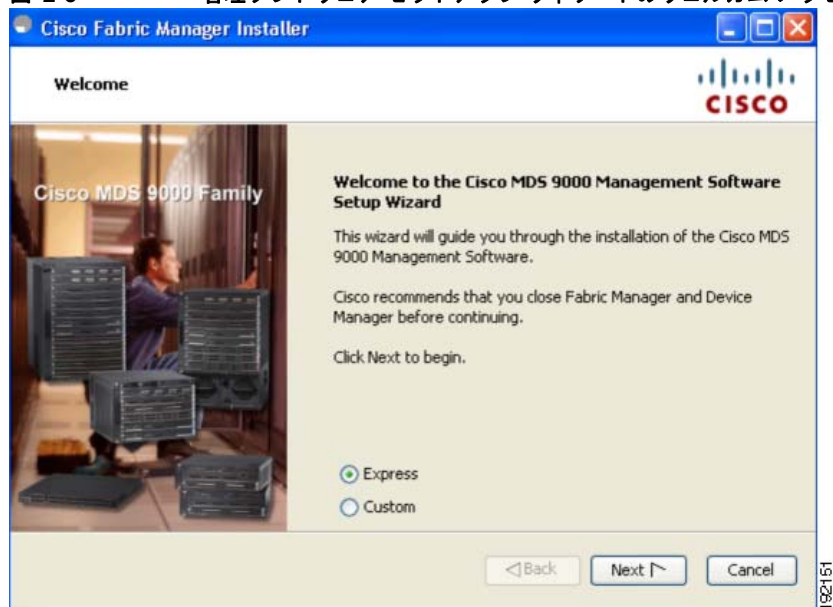 Cisco Fabric Manager Installer
Welcome
CISCO
Cisco MDS 9000 Family
Welcome to the Cisco MDS 9000 Management Software
Setup Wizard
This wizard will guide you through the installation of the Cisco MDS
9000 Management Software.
Cisco recommends that you close Fabric Manager and Device
Manager before continuing.
Click Next to begin.
Express
Custom
Back
Next
Cancel